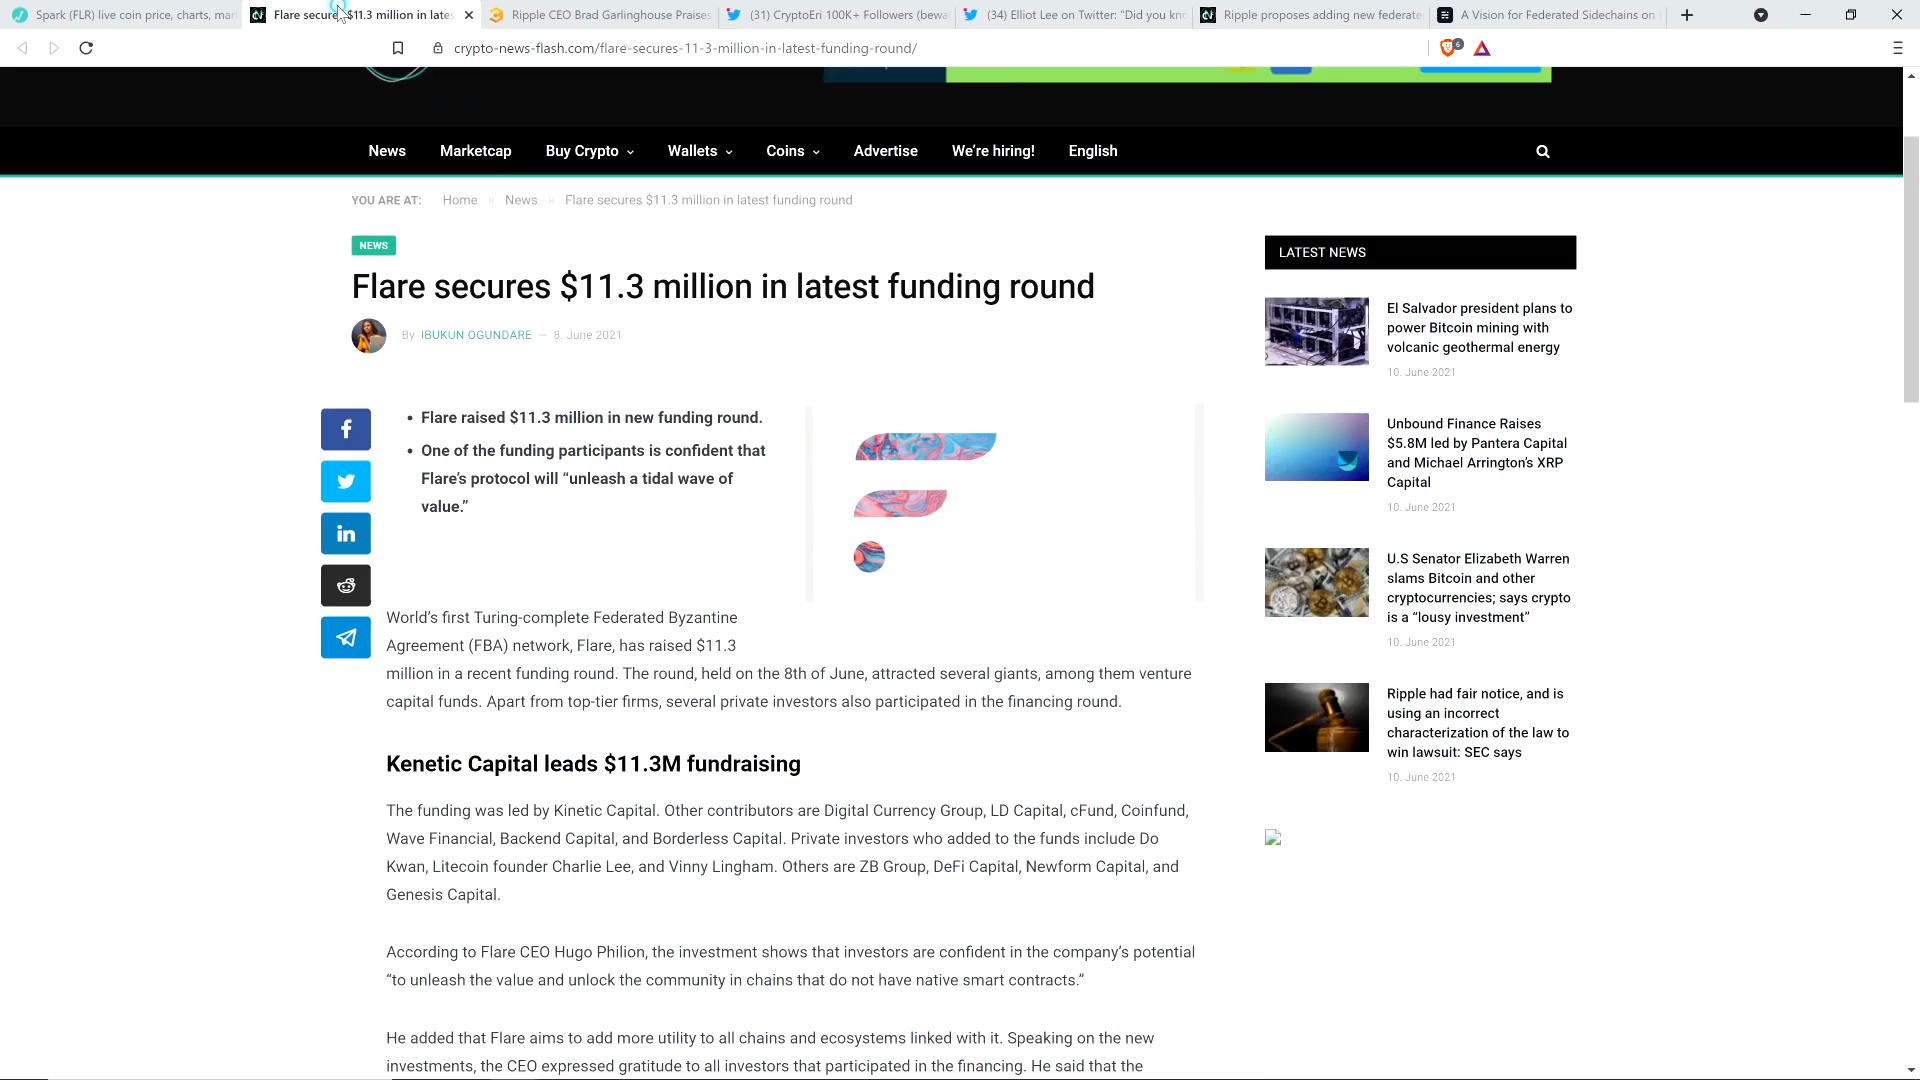 Spark (FLR) live coin price, charts, mar
Flare secures $11.3 million in lates
Ripple CEO Brad Garlinghouse Praises
(31) CryptoEri 100K+ Followers (bewa
(34) Elliot Lee on Twitter: "Did you kno
Ripple proposes adding new federate
A Vision for Federated Sidechains on
crypto-news-flash.com/flare-secures-11-3-million-in-latest-funding-round/
6
News
Marketcap
Buy Crypto
Wallets
Coins
Advertise
We're hiring!
English
YOU ARE AT: Home » News » Flare secures $11.3 million in latest funding round
NEWS
Flare secures $11.3 million in latest funding round
By IBUKUN OGUNDARE — 8. June 2021
• Flare raised $11.3 million in new funding round.
• One of the funding participants is confident that
Flare's protocol will “unleash a tidal wave of
value.”
World's first Turing-complete Federated Byzantine
Agreement (FBA) network, Flare, has raised $11.3
million in a recent funding round. The round, held on the 8th of June, attracted several giants, among them venture
capital funds. Apart from top-tier firms, several private investors also participated in the financing round.
Kenetic Capital leads $11.3M fundraising
The funding was led by Kinetic Capital. Other contributors are Digital Currency Group, LD Capital, cFund, Coinfund,
Wave Financial, Backend Capital, and Borderless Capital. Private investors who added to the funds include Do
Kwan, Litecoin founder Charlie Lee, and Vinny Lingham. Others are ZB Group, DeFi Capital, Newform Capital, and
Genesis Capital.
According to Flare CEO Hugo Philion, the investment shows that investors are confident in the company's potential
“to unleash the value and unlock the community in chains that do not have native smart contracts.”
He added that Flare aims to add more utility to all chains and ecosystems linked with it. Speaking on the new
investments, the CEO expressed gratitude to all investors that participated in the financing. He said that the
LATEST NEWS
El Salvador president plans to
power Bitcoin mining with
volcanic geothermal energy
10. June 2021
Unbound Finance Raises
$5.8M led by Pantera Capital
and Michael Arrington's XRP
Capital
10. June 2021
U.S Senator Elizabeth Warren
slams Bitcoin and other
cryptocurrencies; says crypto
is a “lousy investment”
10. June 2021
Ripple had fair notice, and is
using an incorrect
characterization of the law to
win lawsuit: SEC says
10. June 2021